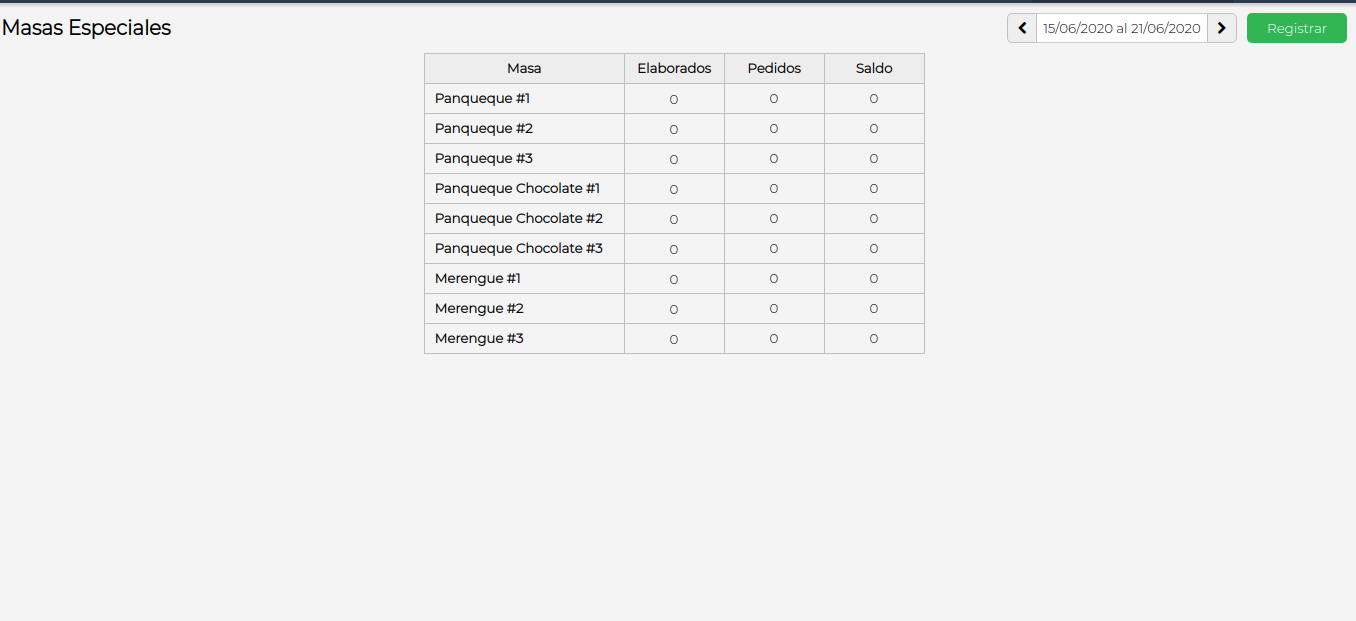 Masas Especiales
15/06/2020 al 21/06/2020 Registrar
Masa Elaborados Pedidos Saldo
Panqueque #1 0 0 0
Panqueque #2 0 0 0
Panqueque #3 0 0 0
Panqueque Chocolate #1 0 0 0
Panqueque Chocolate #2 0 0 0
Panqueque Chocolate #3 0 0 0
Merengue #1 0 0 0
Merengue #2 0 0 0
Merengue #3 0 0 0